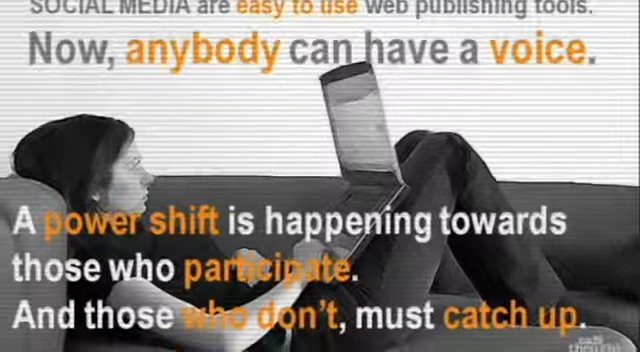 SOCIAL MEDIA are easy to use web publishing tools.
Now, anybody can have a voice.
A power shift is happening towards
those who participate.
And those who don't, must catch up.